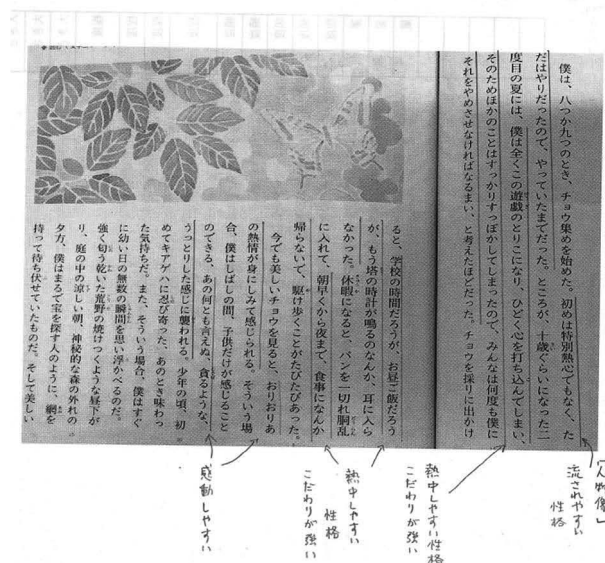 僕は、八つか九つのとき、チョウ集めを始めた。初めは特別熱心でもなく、た
だはやりだったので、やっていたまでだった。ところが、十歳ぐらいになった二
度目の夏には、僕は全くこの遊戯のとりこになり、ひどく心を打ち込んでしまい、
そのためほかのことはすっかりすっぽかしてしまったので、みんなは何度も僕に
それをやめさせなければなるまい、と考えたほどだった。チョウを採りに出かけ
ると、学校の時間だろうが、お昼ご飯だろう
が、もう塔の時計が鳴るのなんか、耳に入ら
なかった。休暇になると、パンを一切れ胴乱
に入れて、朝早くから夜まで、食事になんか
帰らないで、駆け歩くことがたびたびあった。
今でも美しいチョウを見ると、おりおりあ
の熱情が身にしみて感じられる。そういう場
合、僕はしばしの間、子供だけが感じること
のできる、あの何とも言えぬ、貪るような、
うっとりした感じに襲われる。少年の頃、初
めてキアゲハに忍び寄った、あのとき味わっ
た気持ちだ。また、そういう場合、僕はすぐ
に幼い日の無数の瞬間を思い浮かべるのだ。
強く匂う乾いた荒野の焼けつくような昼下が
り、庭の中の涼しい朝、神秘的な森の外れの
夕方、僕はまるで宝を探す人のように、網を
持って待ち伏せていたものだ。そして美しい
「人物像」
流されやすい
性格
熱中しやすい性格
こだわりが強い
熱中しやすい
性格
こだわりが強い
感動しやすい